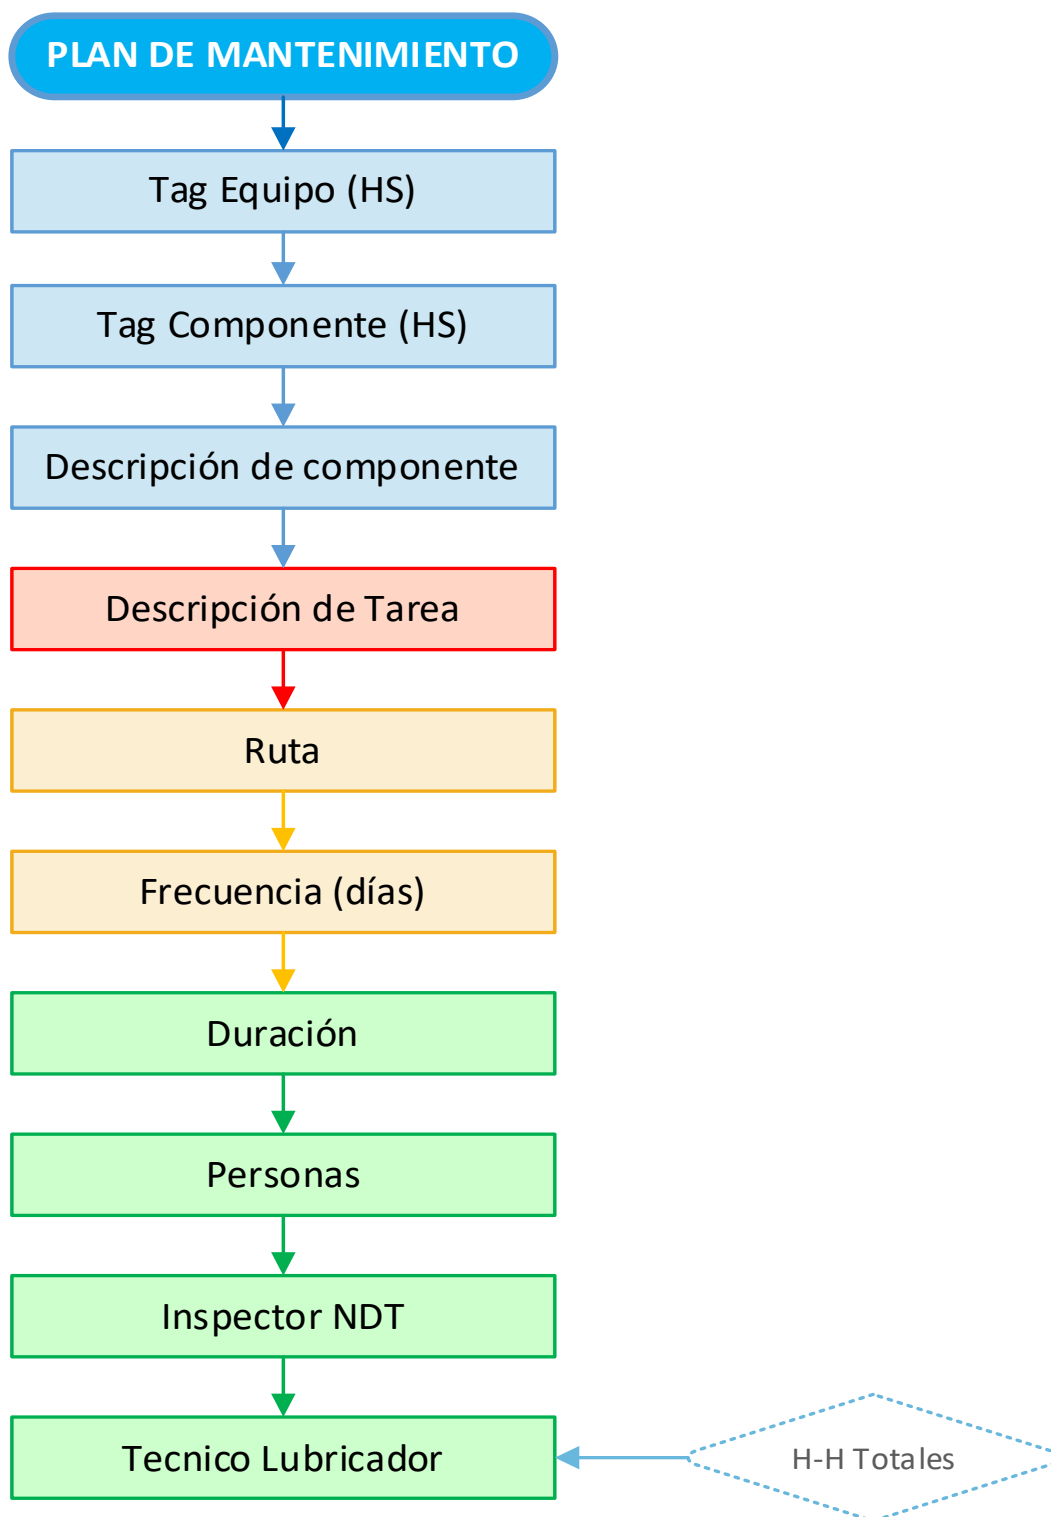 PLAN DE MANTENIMIENTO
Tag Equipo (HS)
Tag Componente (HS)
Descripción de componente
Descripción de Tarea
Ruta
Frecuencia (días)
Duración
Personas
Inspector NDT
Tecnico Lubricador
H-H Totales